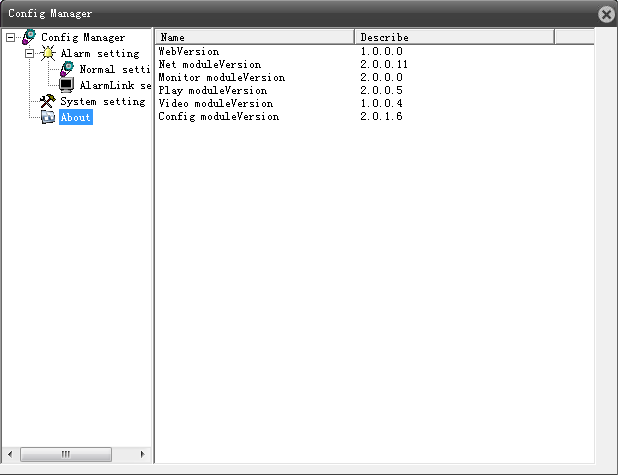 Config Manager
Config Manager
Alarm setting
Normal setti
AlarmLink se
System setting
About
Name Describe
WebVersion 1.0.0.0
Net moduleVersion 2.0.0.11
Monitor moduleVersion 2.0.0.0
Play moduleVersion 2.0.0.5
Video moduleVersion 1.0.0.4
Config moduleVersion 2.0.1.6